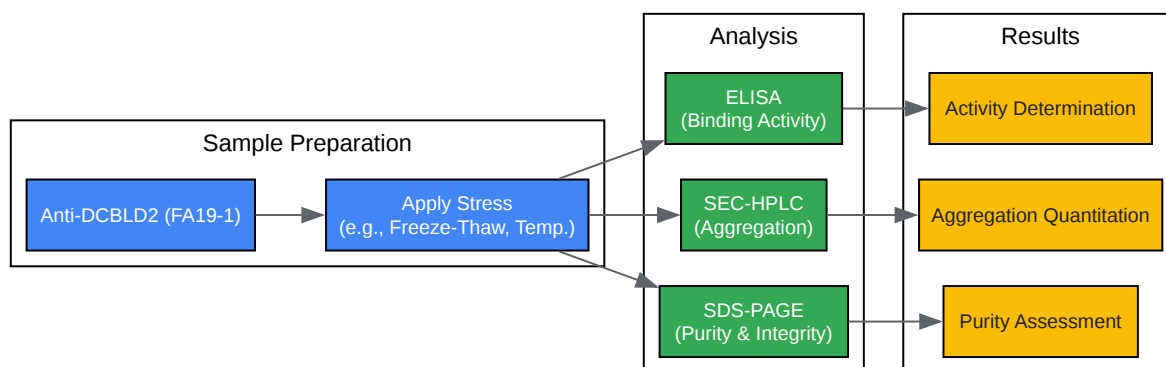 Sample Preparation
Anti-DCBLD2 (FA19-1)
Apply Stress
(e.g., Freeze-Thaw, Temp.)
Analysis
ELISA
(Binding Activity)
SEC-HPLC
(Aggregation)
SDS-PAGE
(Purity & Integrity)
Results
Activity Determination
Aggregation Quantitation
Purity Assessment